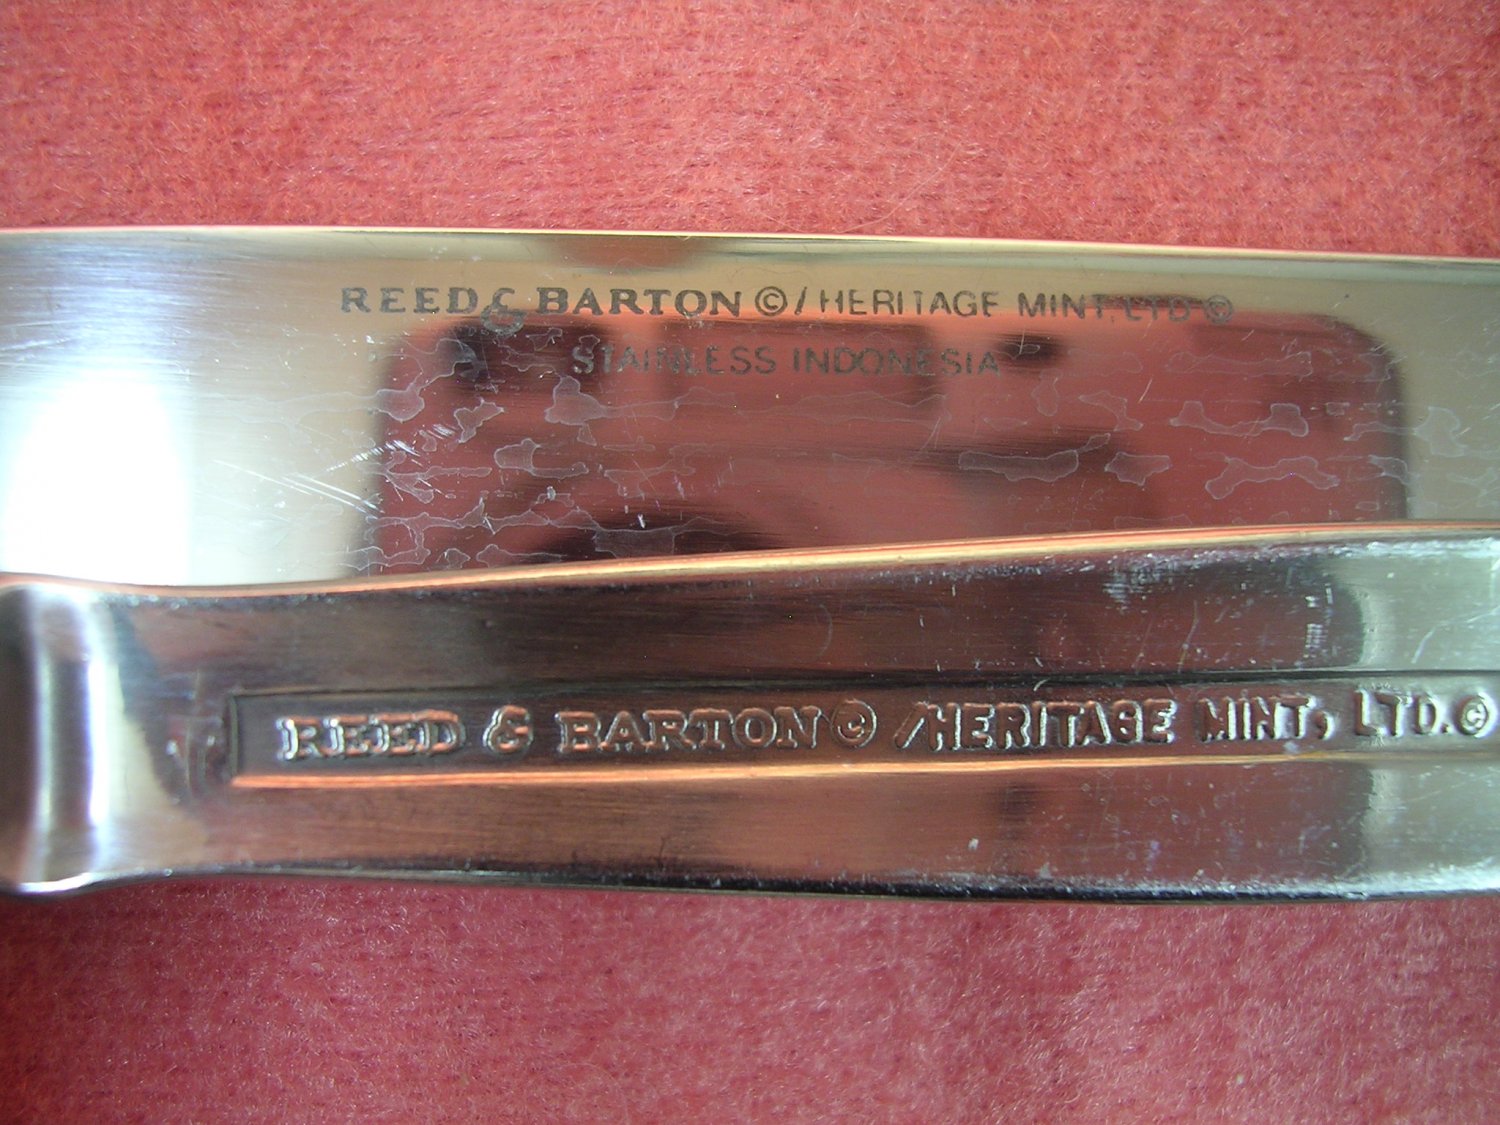 REED & BARTON ©/HERITAGE MINT, LTD ©
STAINLESS INDONESIA
REED & BARTON © /HERITAGE MINT, LTD. ©